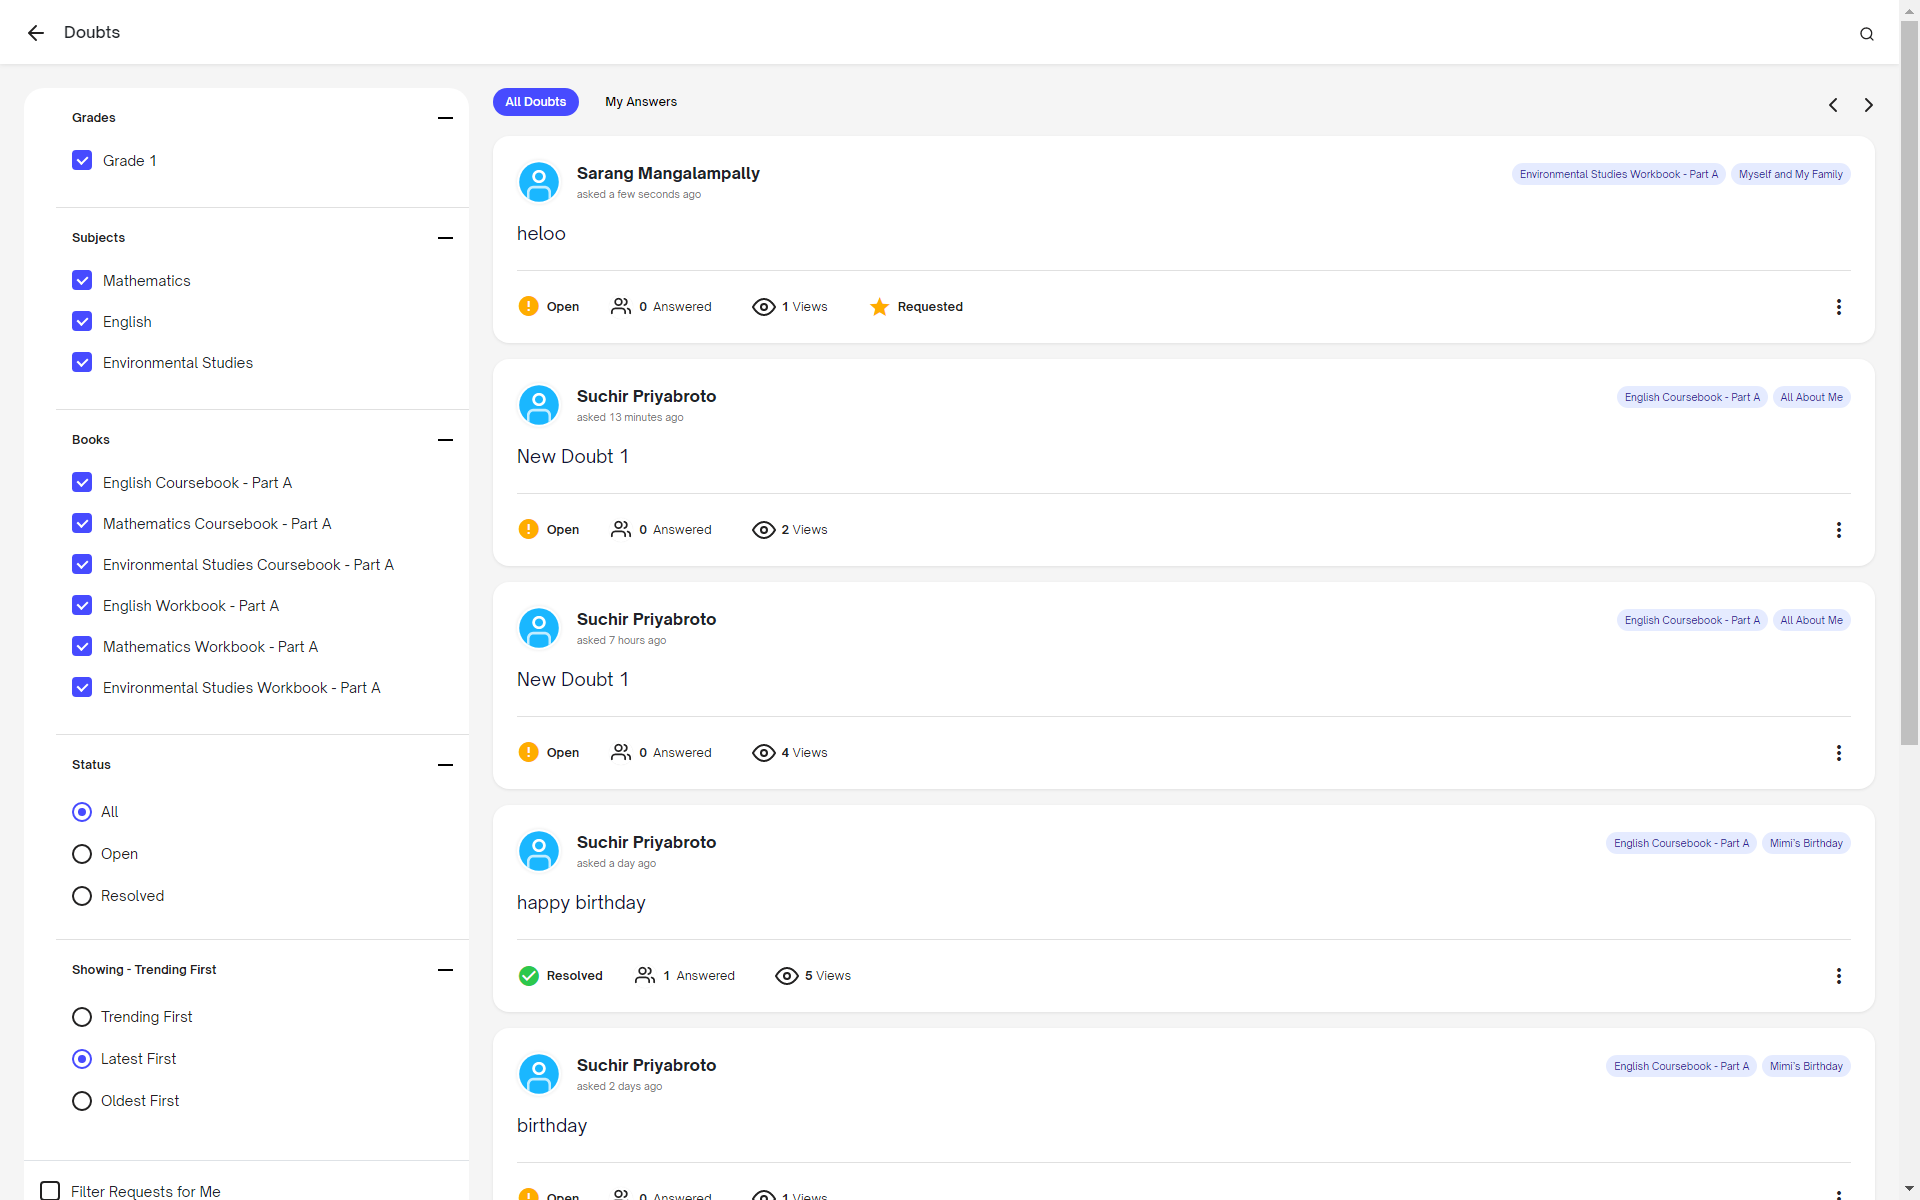 Doubts
Grades
Grade 1
Subjects
Mathematics
English
Environmental Studies
Books
English Coursebook - Part A
Mathematics Coursebook - Part A
Environmental Studies Coursebook - Part A
English Workbook - Part A
Mathematics Workbook - Part A
Environmental Studies Workbook - Part A
Status
All
Open
Resolved
Showing - Trending First
Trending First
Latest First
Oldest First
Filter Requests for Me
All Doubts My Answers
Sarang Mangalampally Environmental Studies Workbook - Part A Myself and My Family
asked a few seconds ago
heloo
Open 0 Answered 1 Views Requested
Suchir Priyabroto English Coursebook - Part A All About Me
asked 13 minutes ago
New Doubt 1
Open 0 Answered 2 Views
Suchir Priyabroto English Coursebook - Part A All About Me
asked 7 hours ago
New Doubt 1
Open 0 Answered 4 Views
Suchir Priyabroto English Coursebook - Part A Mimi's Birthday
asked a day ago
happy birthday
Resolved 1 Answered 5 Views
Suchir Priyabroto English Coursebook - Part A Mimi's Birthday
asked 2 days ago
birthday
Open 0 Answered 1 Views